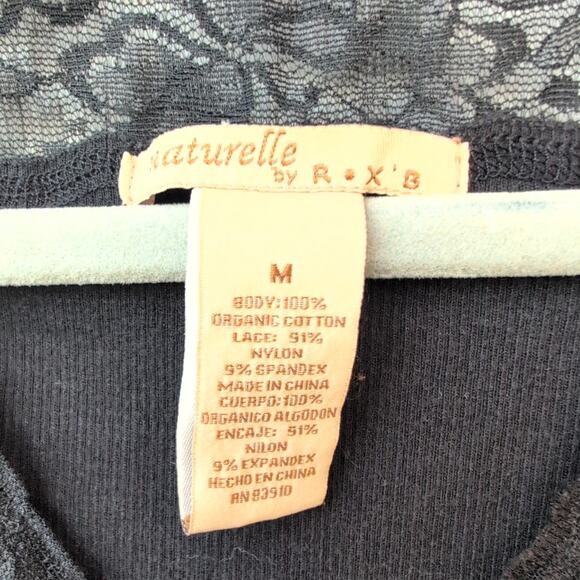 Naturelle
by R•X'B
M
BODY:100%
ORGANIC COTTON
LACE: 91%
NYLON
9% SPANDEX
MADE IN CHINA
CUERPO:100%
ORGANICO ALGODON
ENCAJE: 91%
NILON
9% EXPANDEX
HECHO EN CHINA
RN 83910